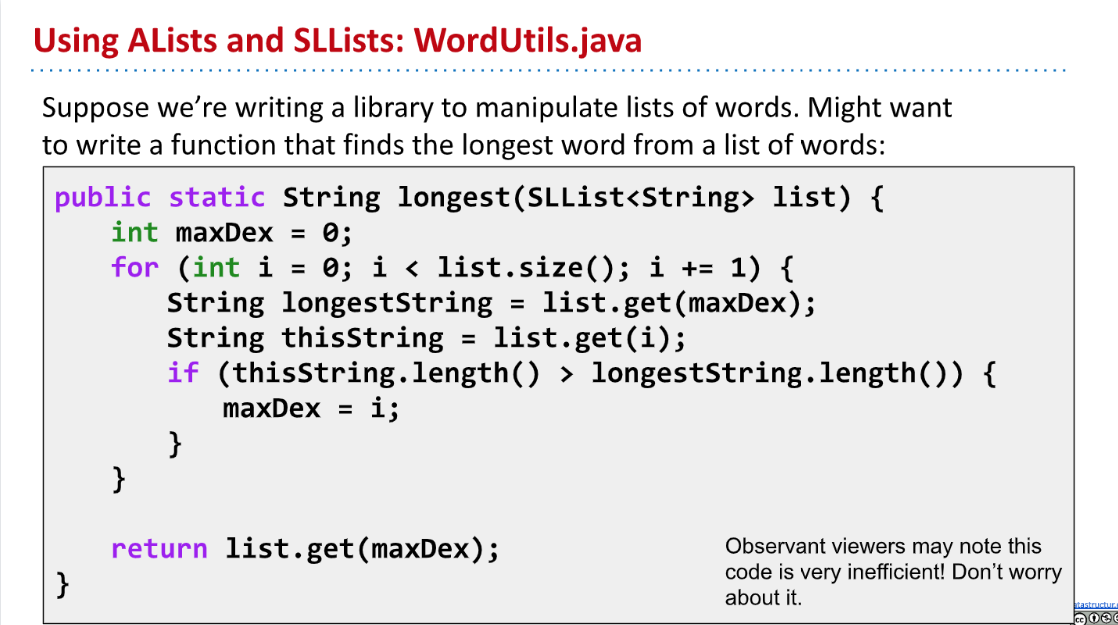 Using ALists and SLLists: WordUtils.java
Suppose we're writing a library to manipulate lists of words. Might want
to write a function that finds the longest word from a list of words:
public static String longest(SLList<String> list) {
    int maxDex = 0;
    for (int i = 0; i < list.size(); i += 1) {
        String longestString = list.get(maxDex);
        String thisString = list.get(i);
        if (thisString.length() > longestString.length()) {
            maxDex = i;
        }
    }
    return list.get(maxDex);
}
Observant viewers may note this
code is very inefficient! Don't worry
about it.